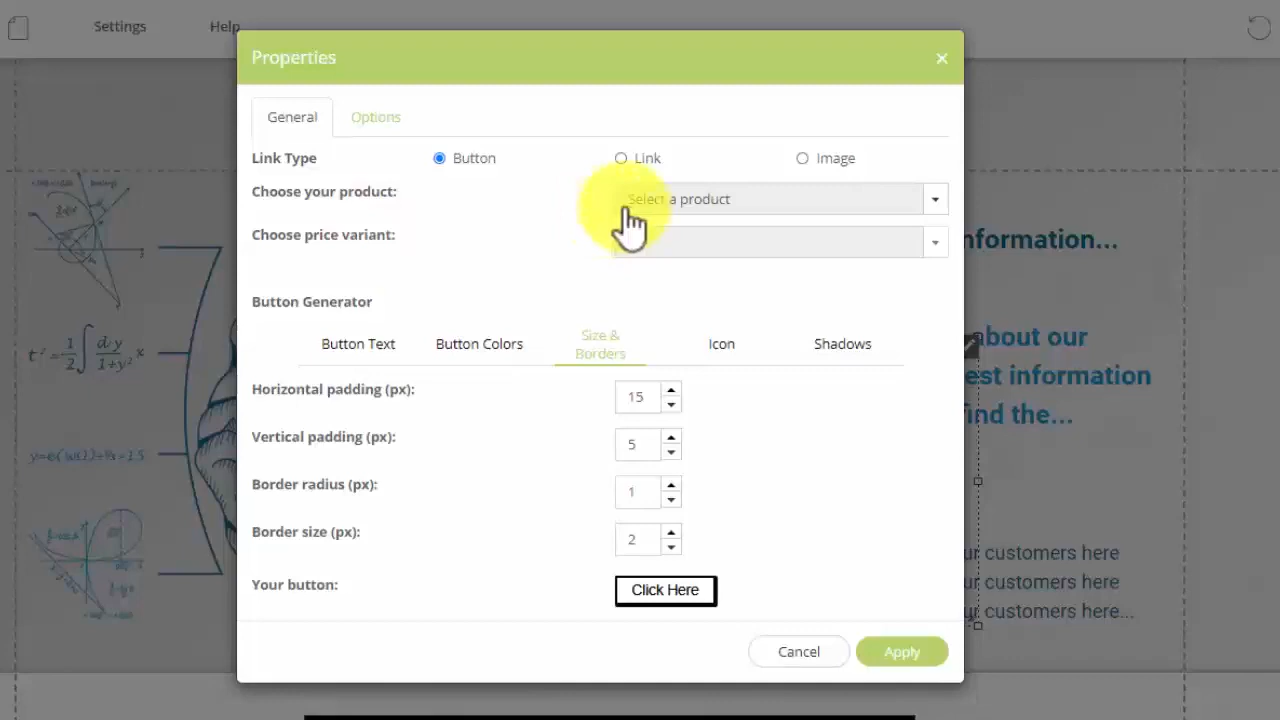 Settings
Help
Properties
×
General
Options
Link Type
Button
Link
Image
Choose your product:
Select a product
Choose price variant:
Button Generator
Button Text
Button Colors
Size &
Borders
Icon
Shadows
Horizontal padding (px):
15
Vertical padding (px):
5
Border radius (px):
1
Border size (px):
2
Your button:
Click Here
Cancel
Apply
nformation...
about our
est information
ind the...
ur customers here
ur customers here
ur customers here...